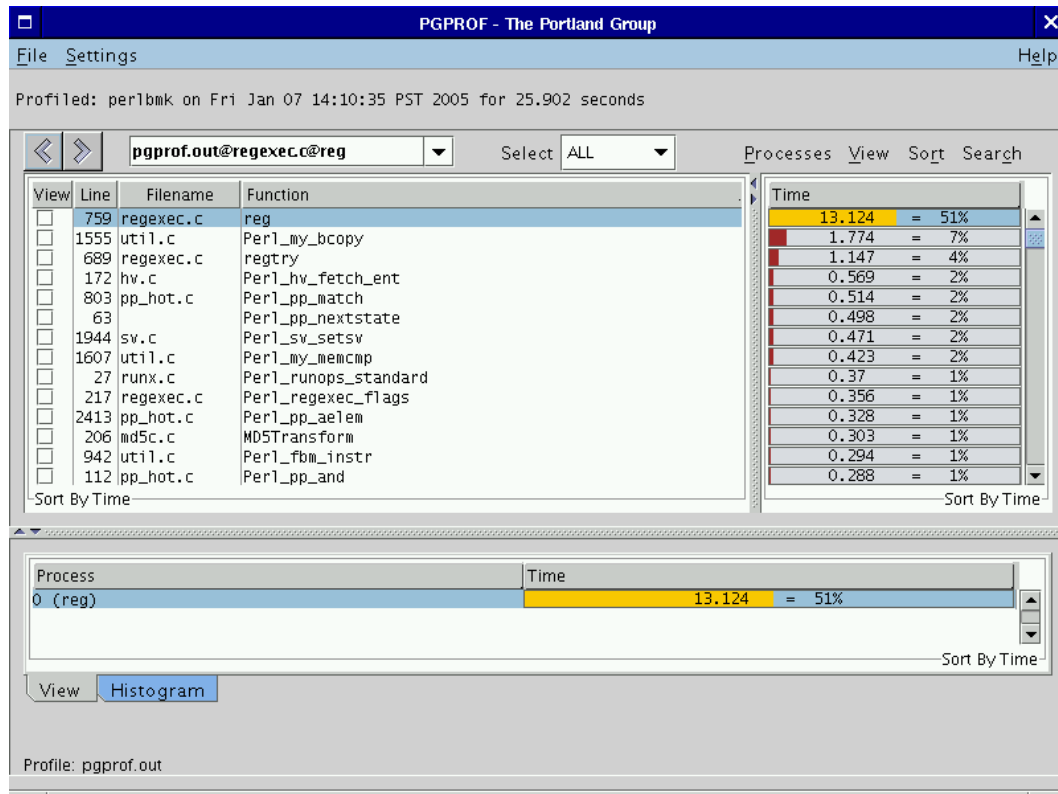 PGPROF - The Portland Group
File Settings Help
Profiled: perlbmk on Fri Jan 07 14:10:35 PST 2005 for 25.902 seconds
pgprof.out@regexec.c@reg Select ALL Processes View Sort Search
View Line Filename Function Time
759 regexec.c reg 13.124 = 51%
1555 util.c Perl_my_bcopy 1.774 = 7%
689 regexec.c regtry 1.147 = 4%
172 hv.c Perl_hv_fetch_ent 0.569 = 2%
803 pp_hot.c Perl_pp_match 0.514 = 2%
63 Perl_pp_nextstate 0.498 = 2%
1944 sv.c Perl_sv_setsv 0.471 = 2%
1607 util.c Perl_my_memcmp 0.423 = 2%
27 runx.c Perl_runops_standard 0.37 = 1%
217 regexec.c Perl_regexec_flags 0.356 = 1%
2413 pp_hot.c Perl_pp_aelem 0.328 = 1%
206 md5c.c MD5Transform 0.303 = 1%
942 util.c Perl_fbm_instr 0.294 = 1%
112 pp_hot.c Perl_pp_and 0.288 = 1%
Sort By Time Sort By Time
Process Time
0 (reg) 13.124 = 51%
Sort By Time
View Histogram
Profile: pgprof.out